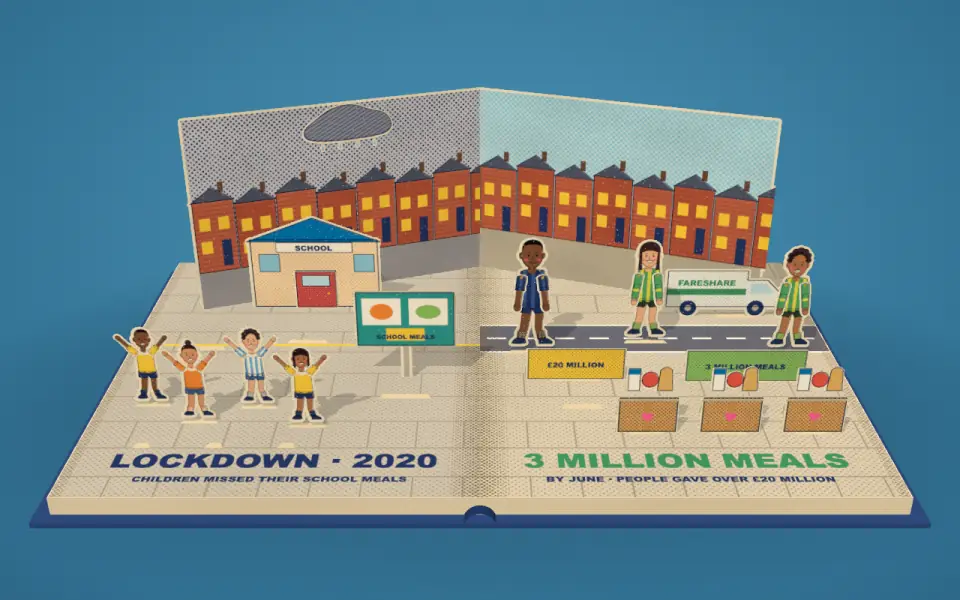 SCHOOL
FARESHARE
SCHOOL MEALS
£20 MILLION
3 MILLION MEALS
LOCKDOWN · 2020
CHILDREN MISSED THEIR SCHOOL MEALS
3 MILLION MEALS
BY JUNE · PEOPLE GAVE OVER £20 MILLION